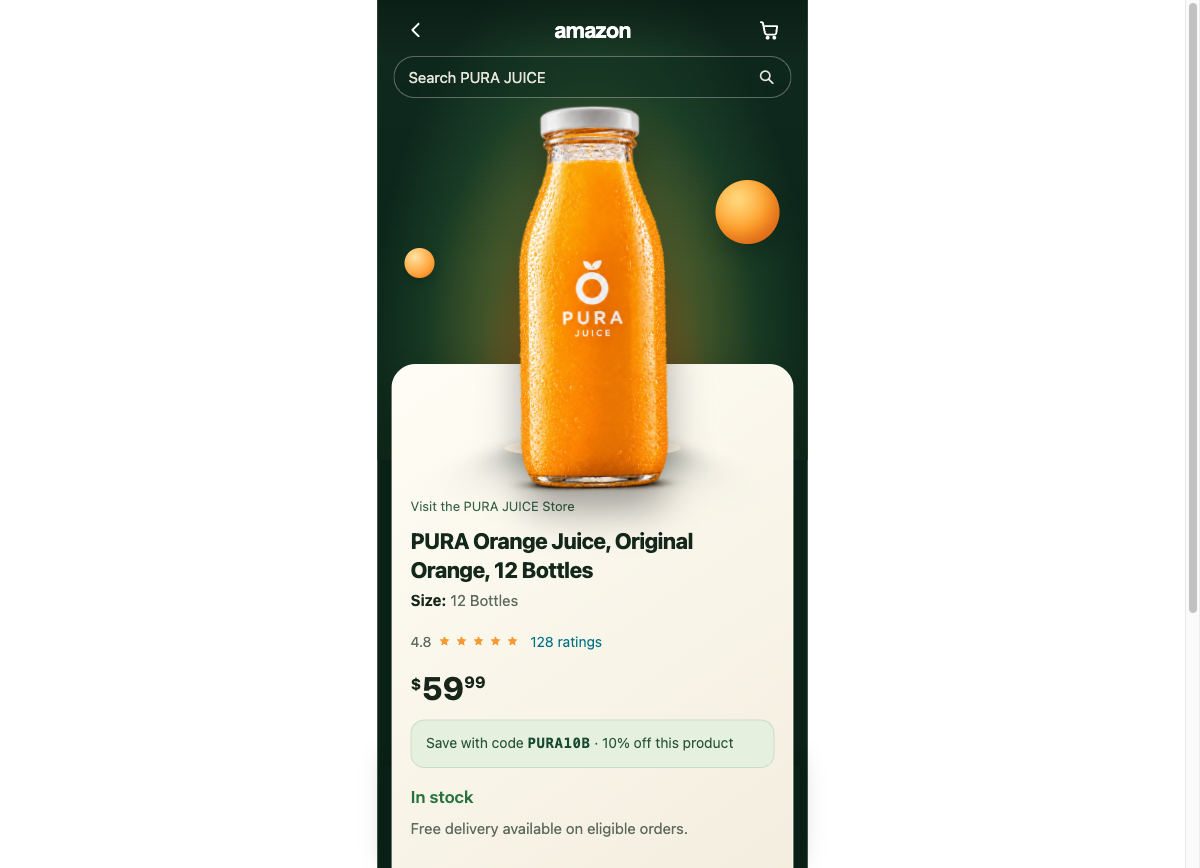 amazon
Search PURA JUICE
PURA
JUICE
Visit the PURA JUICE Store
PURA Orange Juice, Original
Orange, 12 Bottles
Size: 12 Bottles
4.8 ★ ★ ★ ★ ★ 128 ratings
$59.99
Save with code PURA10B · 10% off this product
In stock
Free delivery available on eligible orders.